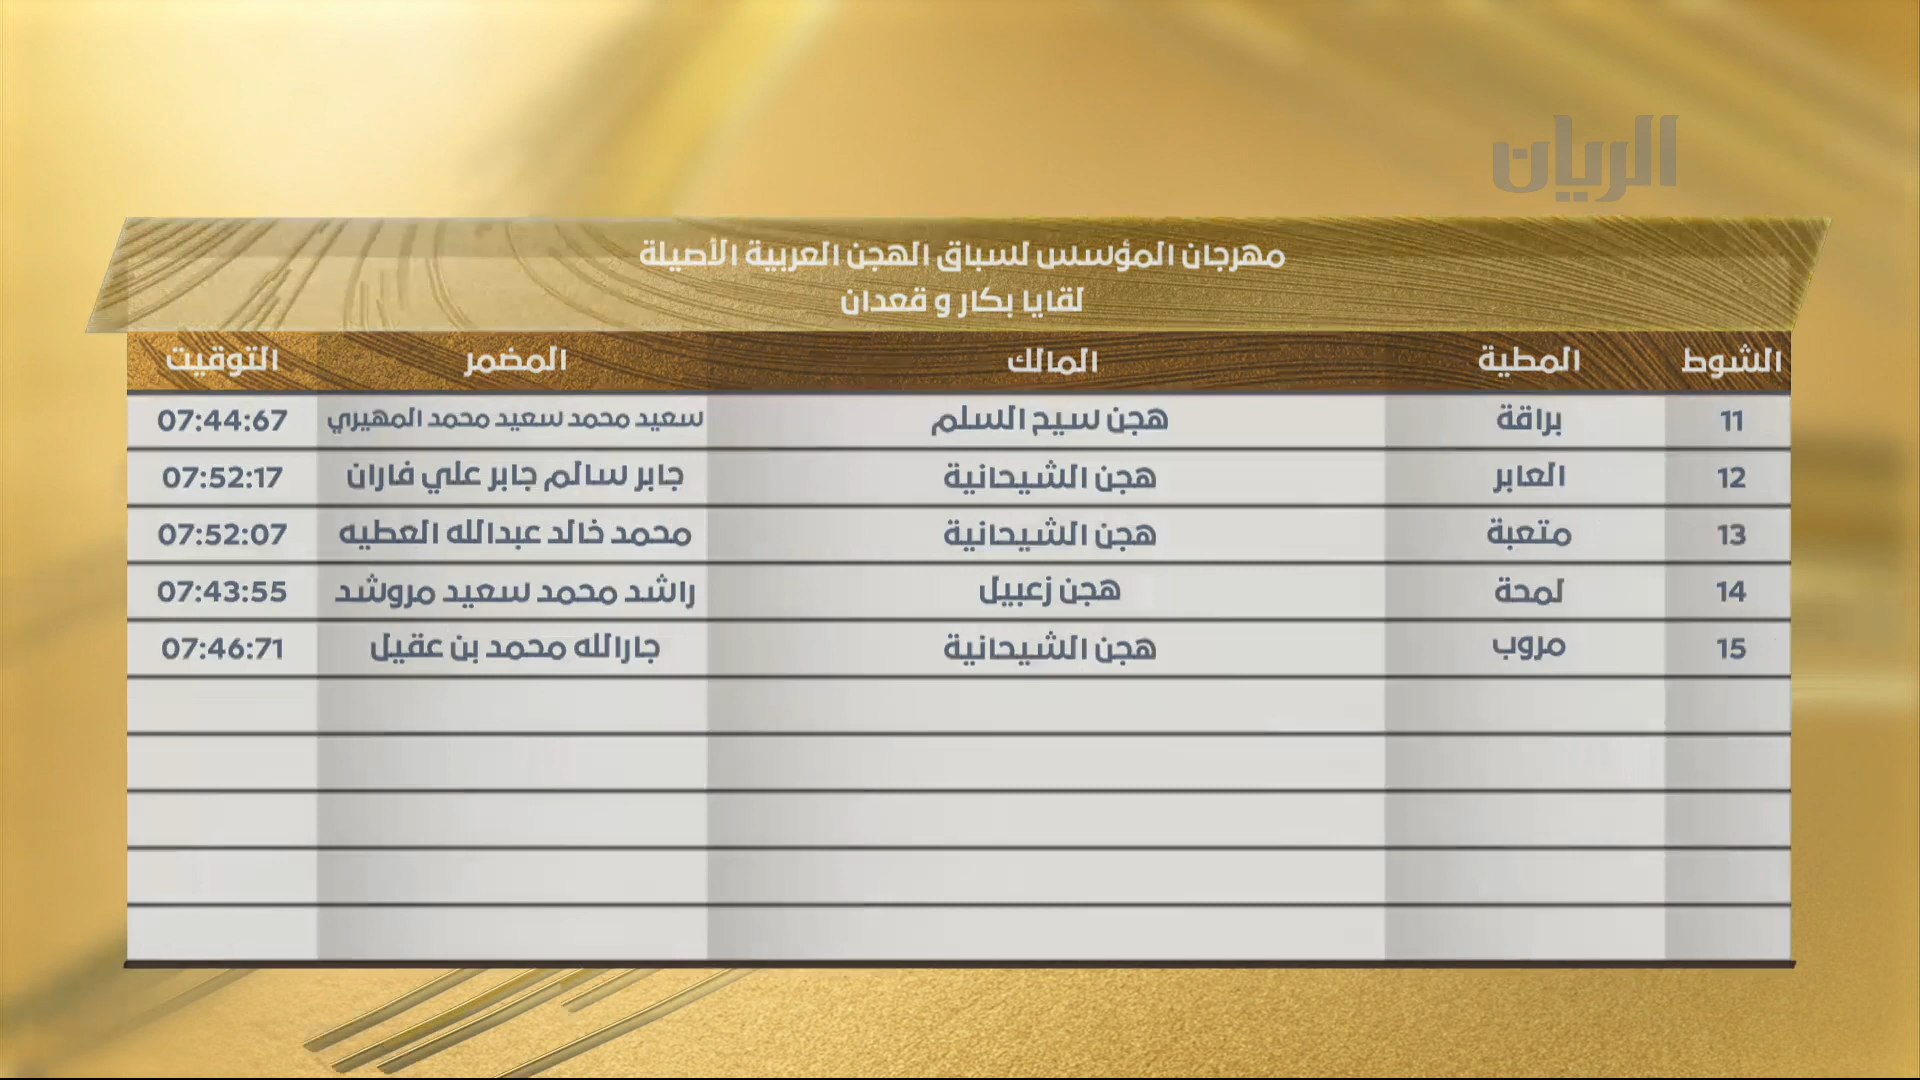 الريان
مهرجان المؤسس لسباق الهجن العربية الأصيلة
لقايا بكار و قعدان
الشوط المطية المالك المضمر التوقيت
11 براقة هجن سيح السلم سعيد محمد سعيد محمد المهيري 07:44:67
12 العابر هجن الشيحانية جابر سالم جابر علي فاران 07:52:17
13 متعبة هجن الشيحانية محمد خالد عبدالله العطيه 07:52:07
14 لمحة هجن زعبيل راشد محمد سعيد مروشد 07:43:55
15 مروب هجن الشيحانية جارالله محمد بن عقيل 07:46:71